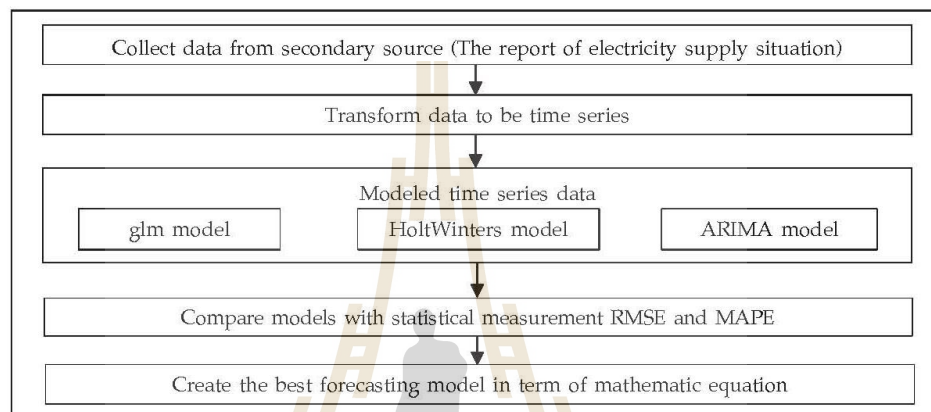 Collect data from secondary source (The report of electricity supply situation)
Transform data to be time series
Modeled time series data
glm model
HoltWinters model
ARIMA model
Compare models with statistical measurement RMSE and MAPE
Create the best forecasting model in term of mathematic equation